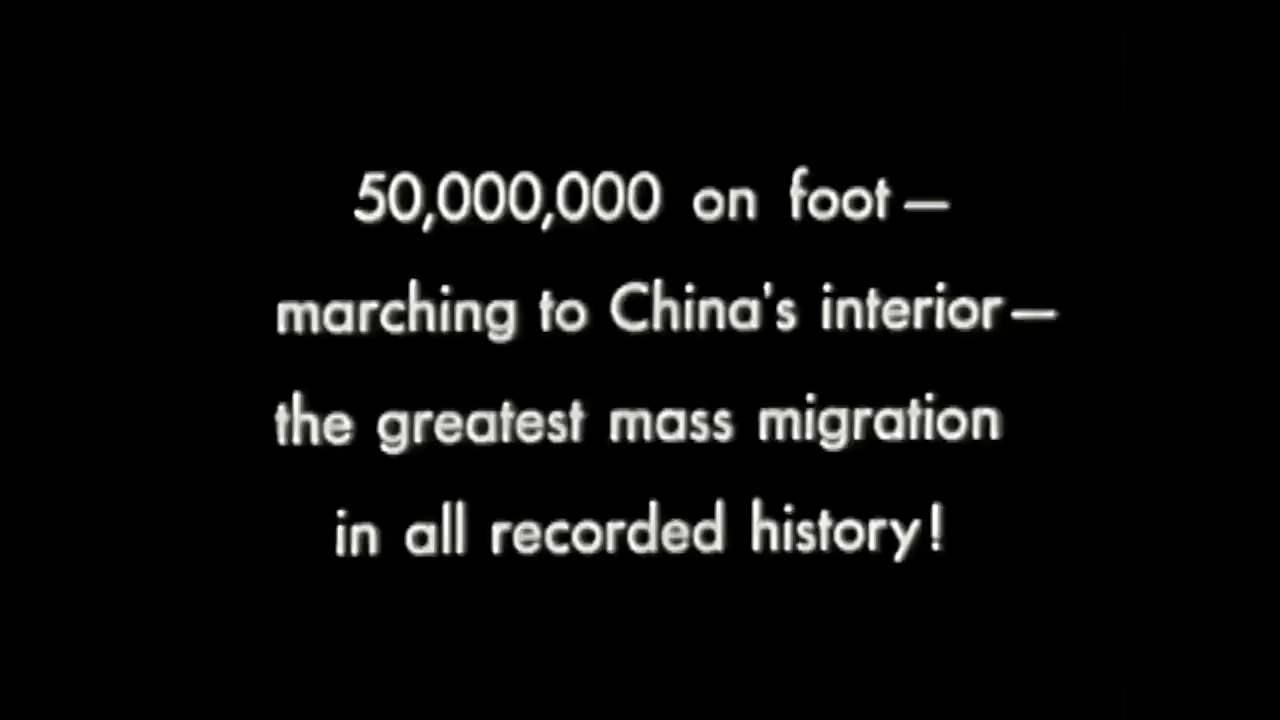 50,000,000 on foot—
marching to China's interior—
the greatest mass migration
in all recorded history!